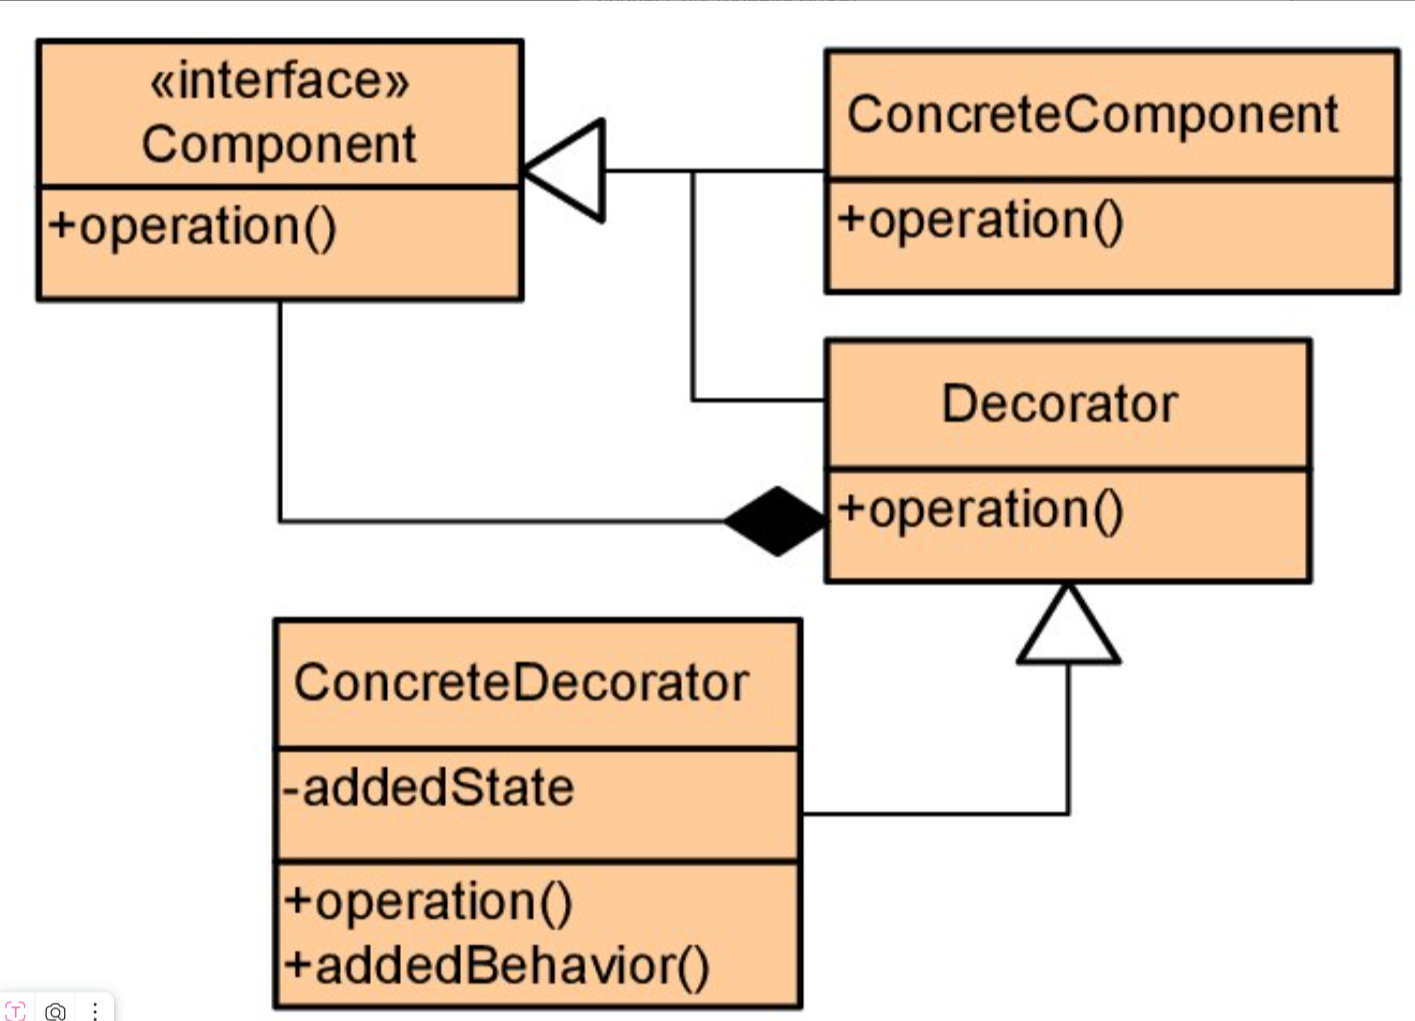 «interface»
Component
+operation()
ConcreteComponent
+operation()
Decorator
+operation()
ConcreteDecorator
-addedState
+operation()
+addedBehavior()
T